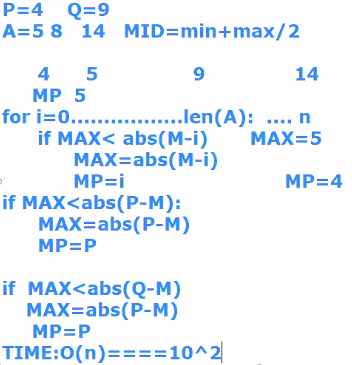 P=4 Q=9
A=5 8 14 MID=min+max/2
4 5 9 14
MP 5
for i=0..................len(A): .... n
if MAX< abs(M-i) MAX=5
MAX=abs(M-i)
MP=i MP=4
if MAX<abs(P-M):
MAX=abs(P-M)
MP=P
if MAX<abs(Q-M)
MAX=abs(P-M)
MP=P
TIME:O(n)====10^2